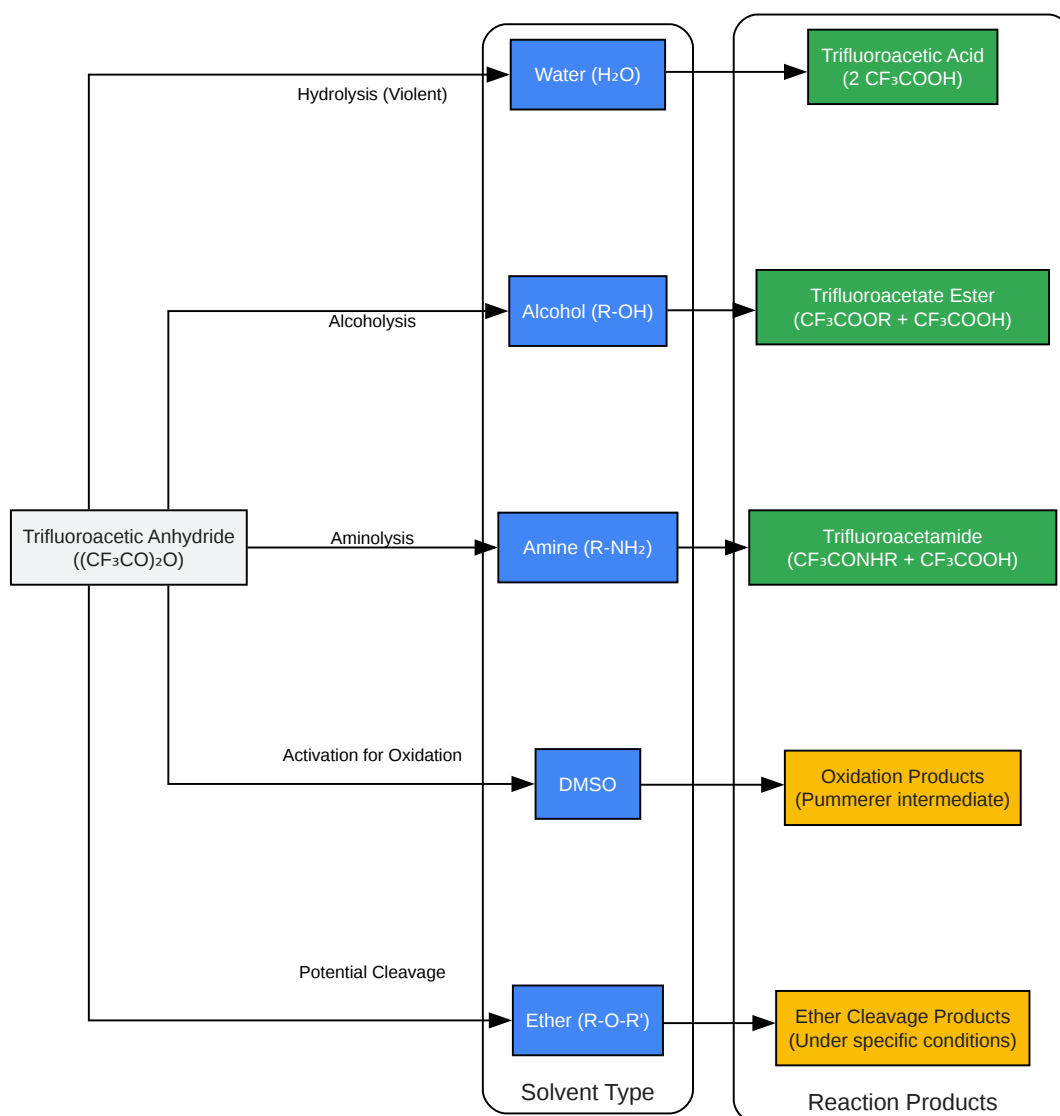 Hydrolysis (Violent)
Water (H₂O)
Trifluoroacetic Acid
(2 CF₃COOH)
Alcoholysis
Alcohol (R-OH)
Trifluoroacetate Ester
(CF₃COOR + CF₃COOH)
Trifluoroacetic Anhydride
((CF₃CO)₂O)
Aminolysis
Amine (R-NH₂)
Trifluoroacetamide
(CF₃CONHR + CF₃COOH)
Activation for Oxidation
DMSO
Oxidation Products
(Pummerer intermediate)
Potential Cleavage
Ether (R-O-R')
Ether Cleavage Products
(Under specific conditions)
Solvent Type
Reaction Products